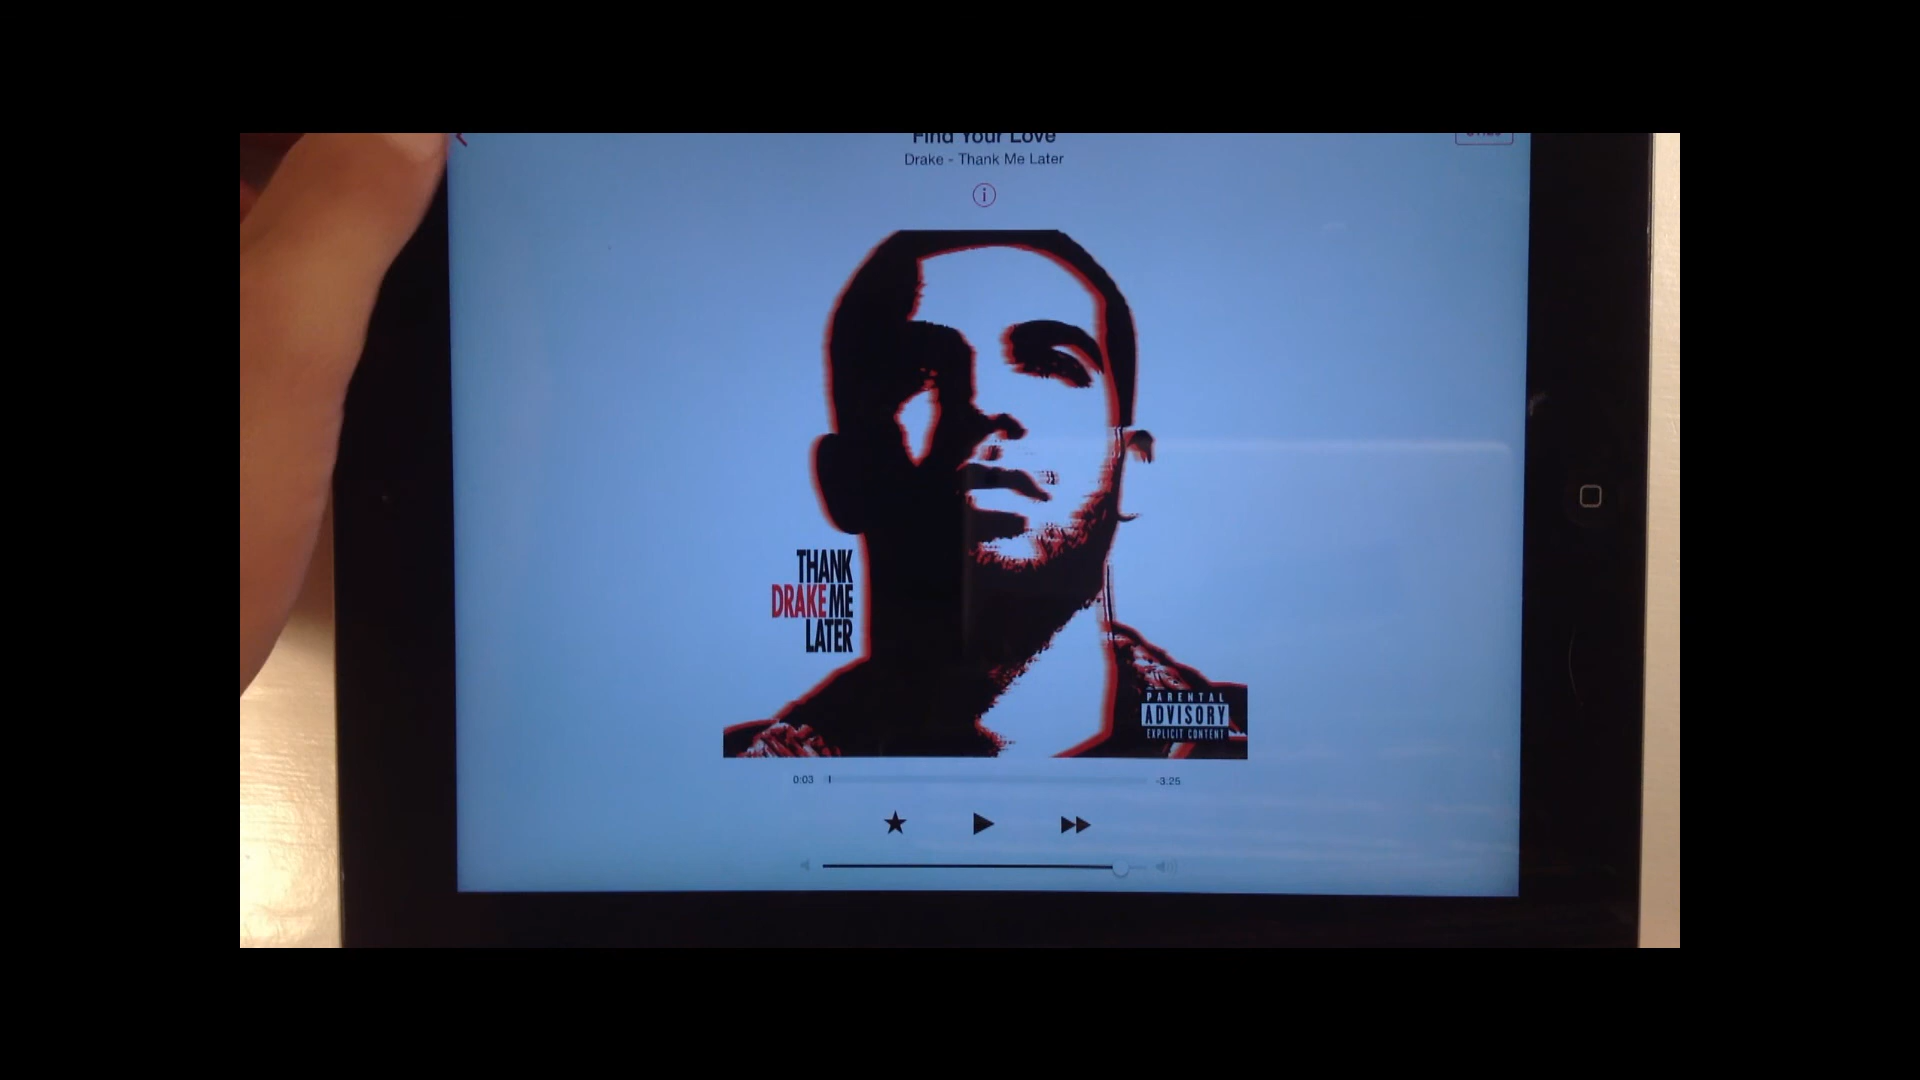 Find Your Love
Drake - Thank Me Later
THANK
DRAKE ME
LATER
PARENTAL
ADVISORY
EXPLICIT CONTENT
0:03
-3:25